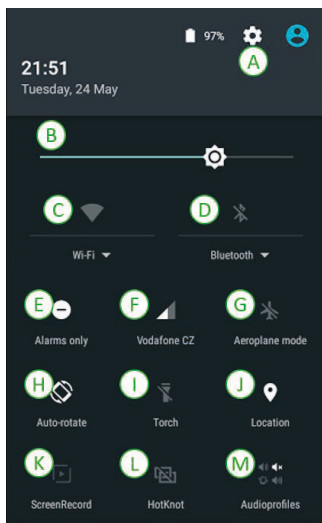 97%
A
21:51
Tuesday, 24 May
B
C D
Wi-Fi Bluetooth
E F G
Alarms only Vodafone CZ Aeroplane mode
H I J
Auto-rotate Torch Location
K L M
ScreenRecord HotKnot Audioprofiles